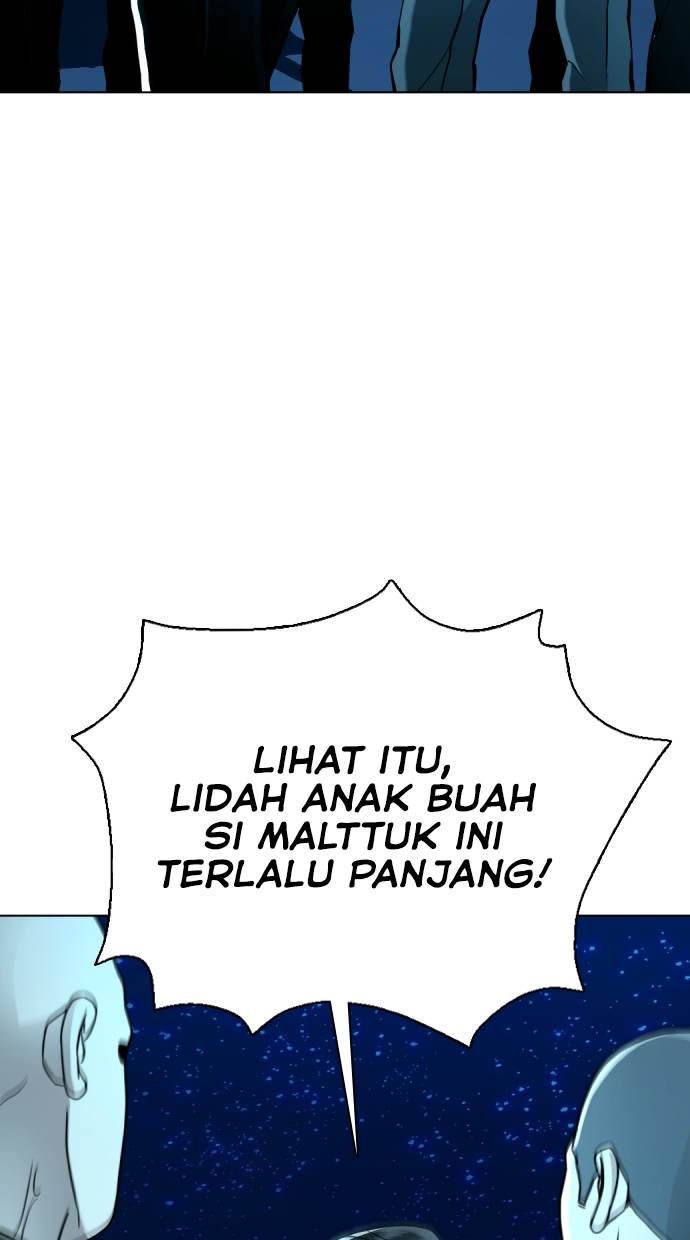 LIHAT ITU,
LIDAH ANAK BUAH
SI MALTTUK INI
TERLALU PANJANG!